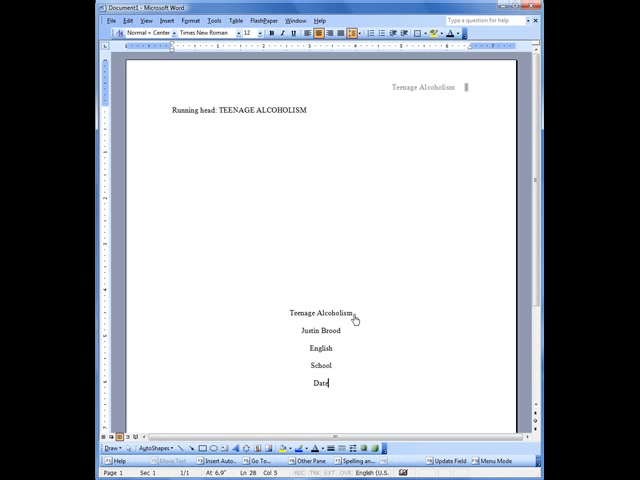 Document1 - Microsoft Word
File Edit View Insert Format Tools Table FlashPaper Window Help
Type a question for help
Normal + Center Times New Roman 12 B I U
Teenage Alcoholism 1
Running head: TEENAGE ALCOHOLISM
Teenage Alcoholism
Justin Brood
English
School
Date
Draw AutoShapes
Help Insert Auto... Go To... Other Pane Spelling an... Update Field Menu Mode
Page 1 Sec 1 1/1 At 6.9" Ln 28 Col 5 REC TRK EXT OVR English (U.S.